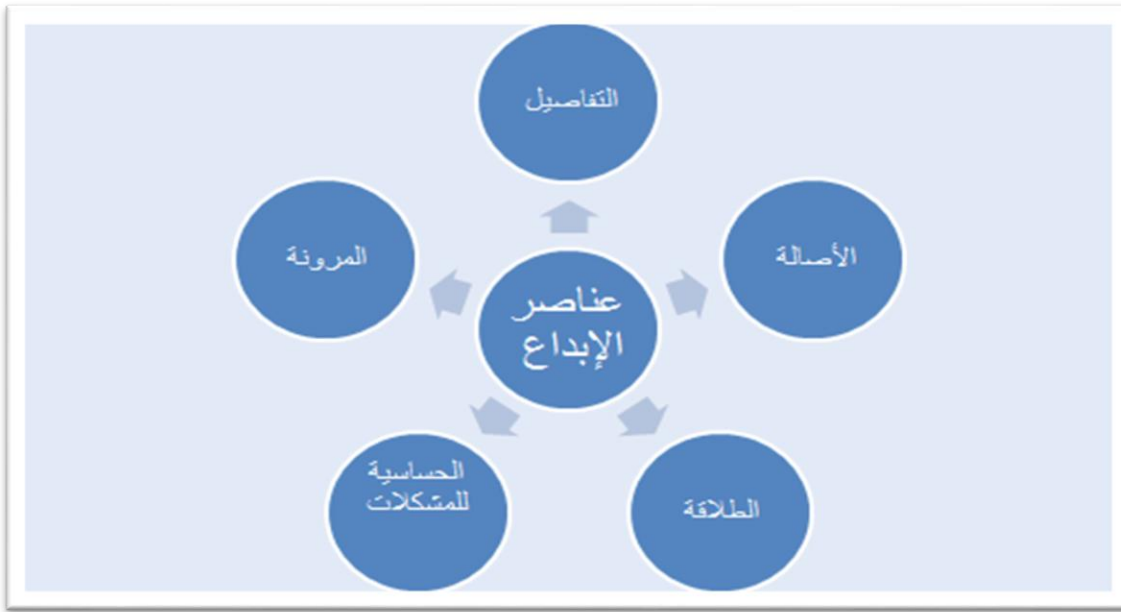 التفاصيل
الأصالة
المرونة
عناصر
الإبداع
الحساسية
للمشكلات
الطلاقة